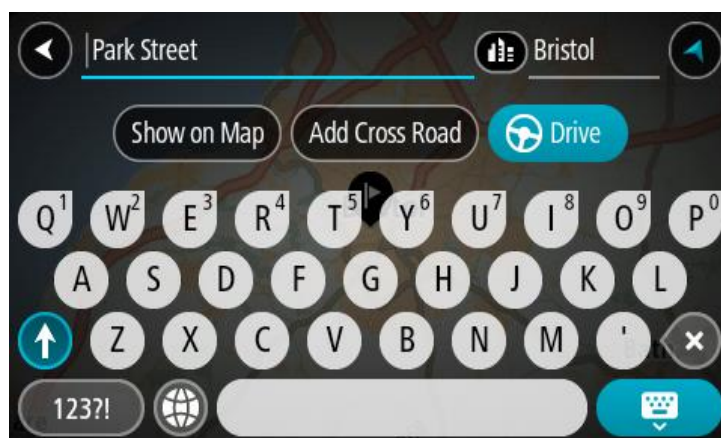 Park Street Bristol
Show on Map Add Cross Road Drive
Q1 W2 E3 R4 T5 Y6 U7 I8 O9 P0
A S D F G H J K L
Z X C V B N M '
123?!